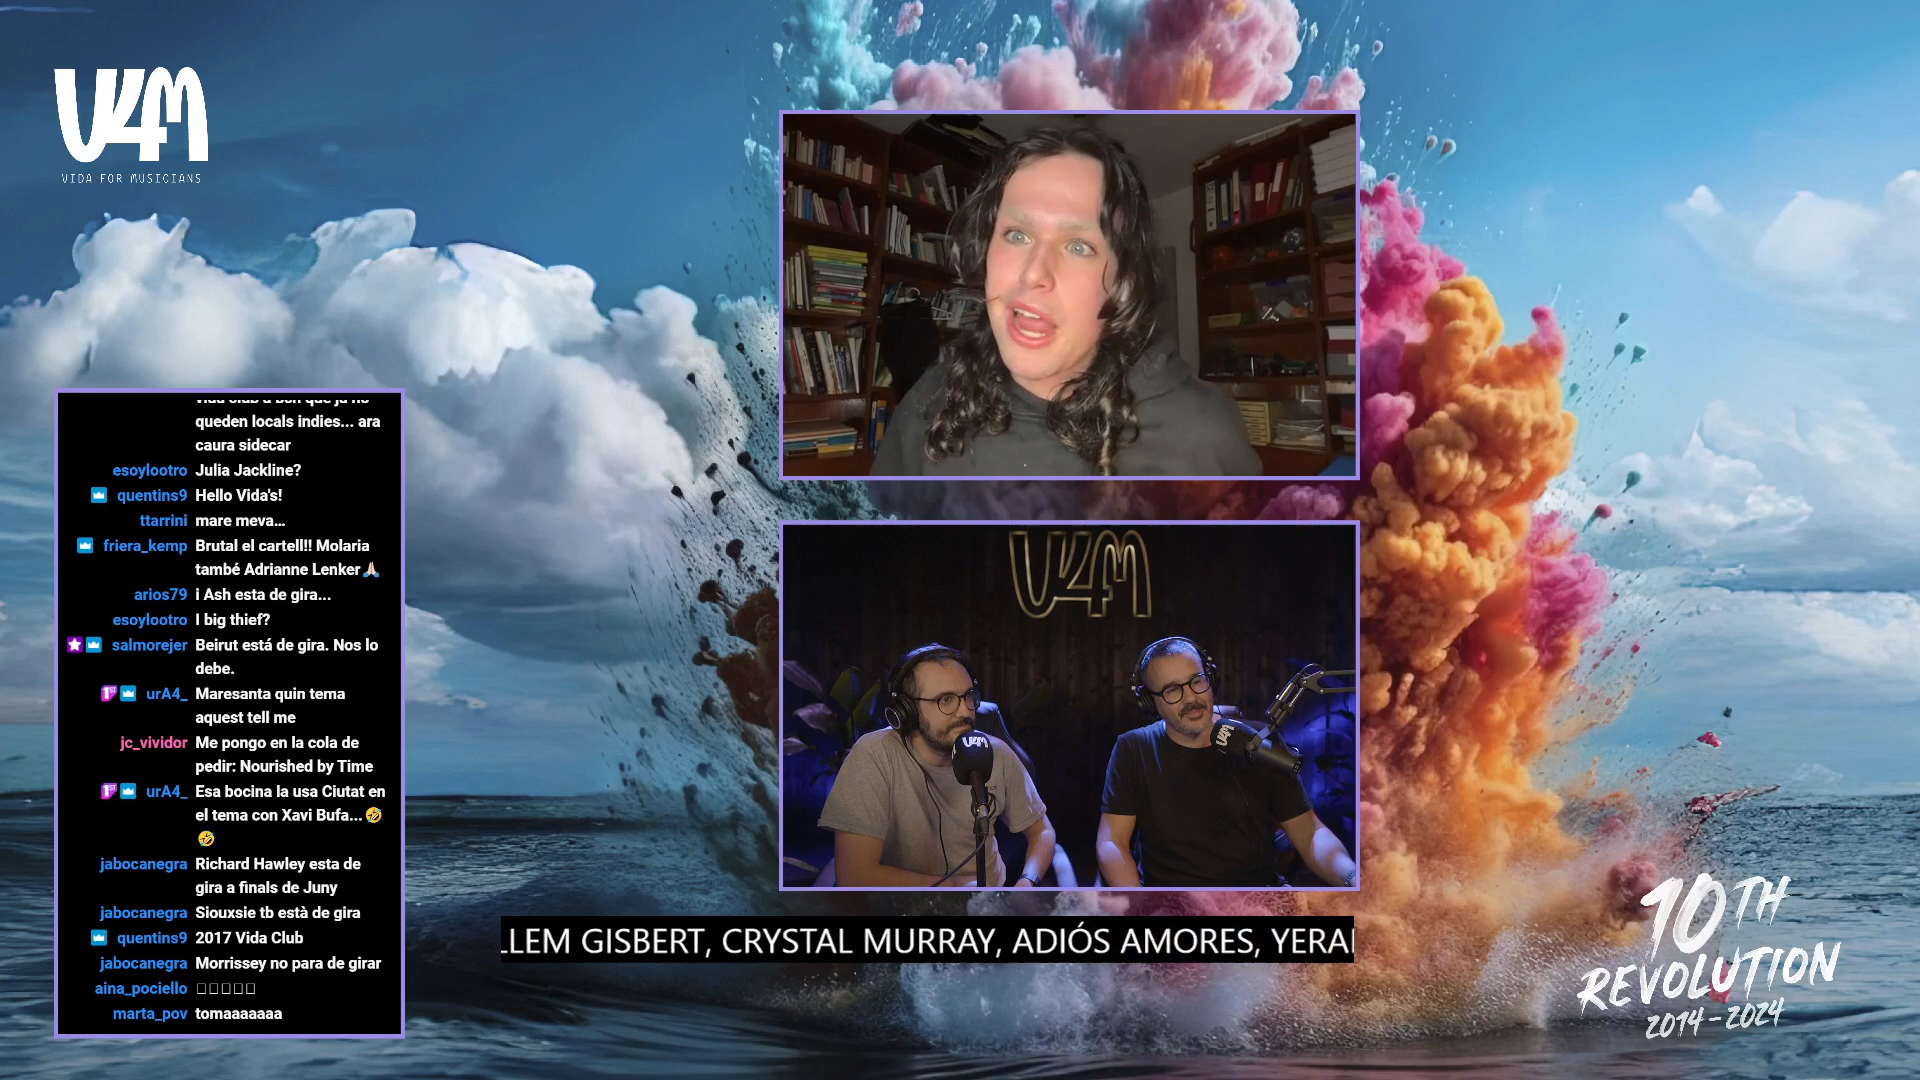 V4M
VIDA FOR MUSICIANS
queden locals indies... ara
caura sidecar
esoylootro Julia Jackline?
quentins9 Hello Vida's!
ttarrini mare meva...
friera_kemp Brutal el cartell!! Molaria
també Adrianne Lenker🙏🏻
arios79 i Ash esta de gira...
esoylootro I big thief?
salmorejer Beirut está de gira. Nos lo
debe.
urA4_ Maresanta quin tema
aquest tell me
jc_vividor Me pongo en la cola de
pedir: Nourished by Time
urA4_ Esa bocina la usa Ciutat en
el tema con Xavi Bufa...🤣
🤣
jabocanegra Richard Hawley esta de
gira a finals de Juny
jabocanegra Siouxsie tb està de gira
quentins9 2017 Vida Club
jabocanegra Morrissey no para de girar
aina_pociello
marta_pov tomaaaaaaa
V4M
V4M
V4M
LLEM GISBERT, CRYSTAL MURRAY, ADIÓS AMORES, YERAI
10TH
REVOLUTION
2014-2024